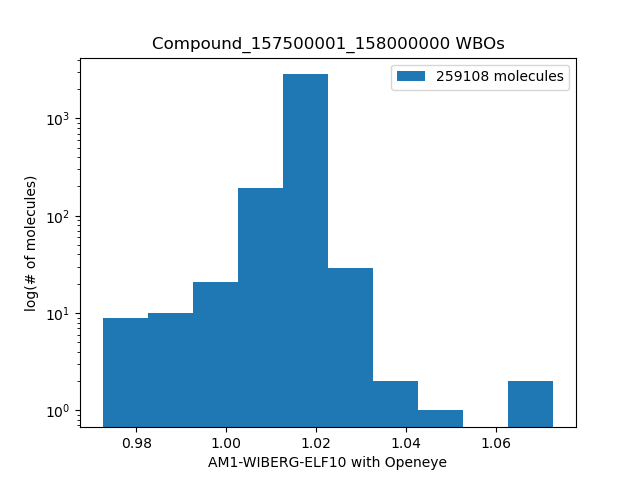 Compound_157500001_158000000 WBOs
259108 molecules
log(# of molecules)
10³
10²
10¹
10⁰
0.98 1.00 1.02 1.04 1.06
AM1-WIBERG-ELF10 with Openeye